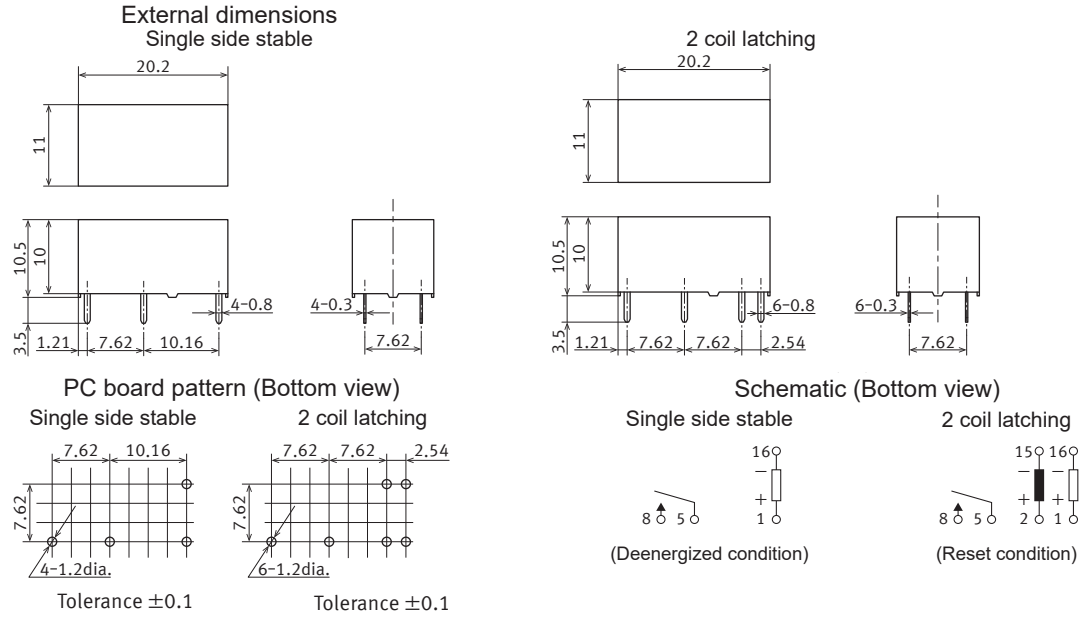 External dimensions
Single side stable
2 coil latching
20.2
20.2
11
11
10.5
10
3.5
4-0.8
4-0.3
1.21
7.62
10.16
7.62
10.5
10
3.5
6-0.8
6-0.3
1.21
7.62
7.62
2.54
7.62
PC board pattern (Bottom view)
Single side stable
2 coil latching
7.62
10.16
7.62
7.62
2.54
7.62
7.62
4-1.2dia.
6-1.2dia.
Tolerance ±0.1
Tolerance ±0.1
Schematic (Bottom view)
Single side stable
2 coil latching
16
15 16
−
− −
+
+ +
8 5 1
8 5 2 1
(Deenergized condition)
(Reset condition)